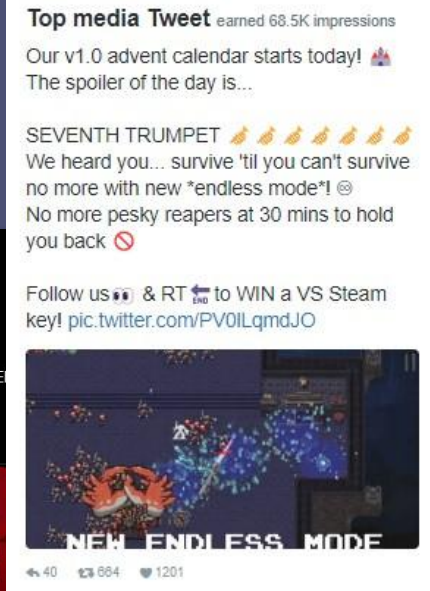 Top media Tweet earned 68.5K impressions
Our v1.0 advent calendar starts today! 🏰
The spoiler of the day is...
SEVENTH TRUMPET 🎺🎺🎺🎺🎺🎺🎺
We heard you... survive 'til you can't survive
no more with new *endless mode*! ♾
No more pesky reapers at 30 mins to hold
you back 🚫
Follow us👀 & RT🔚to WIN a VS Steam
key! pic.twitter.com/PV0ILqmdJO
NEW ENDLESS MODE
40 664 1201